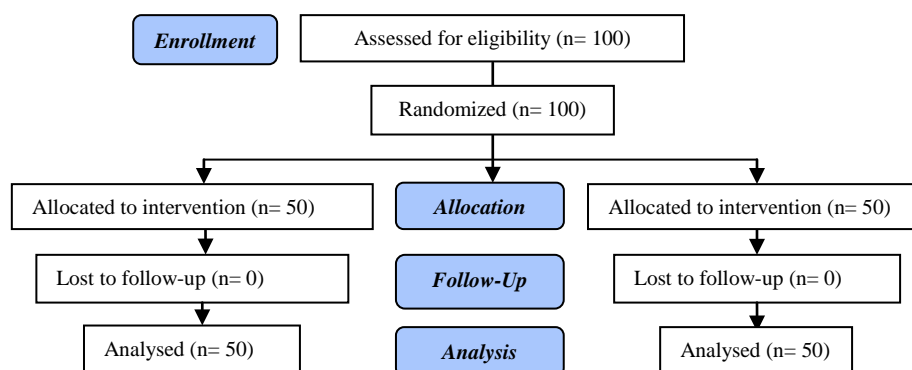 Enrollment
Assessed for eligibility (n= 100)
Randomized (n= 100)
Allocated to intervention (n= 50)
Allocation
Allocated to intervention (n= 50)
Lost to follow-up (n= 0)
Follow-Up
Lost to follow-up (n= 0)
Analysed (n= 50)
Analysis
Analysed (n= 50)